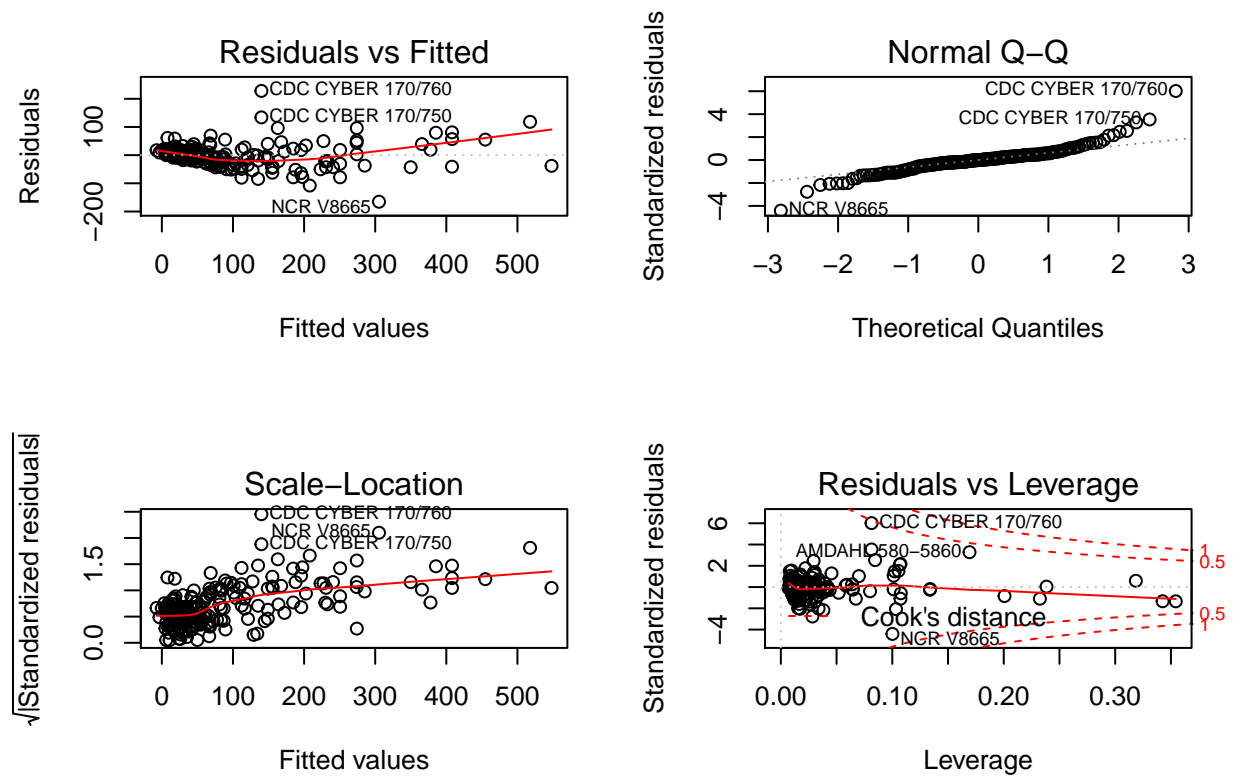 Residuals vs Fitted
Residuals
100
−200
CDC CYBER 170/760
CDC CYBER 170/750
NCR V8665
0 100 200 300 400 500
Fitted values
Normal Q−Q
Standardized residuals
4
0
−4
CDC CYBER 170/760
CDC CYBER 170/750
NCR V8665
−3 −2 −1 0 1 2 3
Theoretical Quantiles
Scale−Location
√|Standardized residuals|
1.5
0.0
CDC CYBER 170/760
NCR V8665
CDC CYBER 170/750
0 100 200 300 400 500
Fitted values
Residuals vs Leverage
Standardized residuals
6
2
−4
CDC CYBER 170/760
AMDAHL 580−5860
1
0.5
0.5
1
Cook's distance
NCR V8665
0.00 0.10 0.20 0.30
Leverage